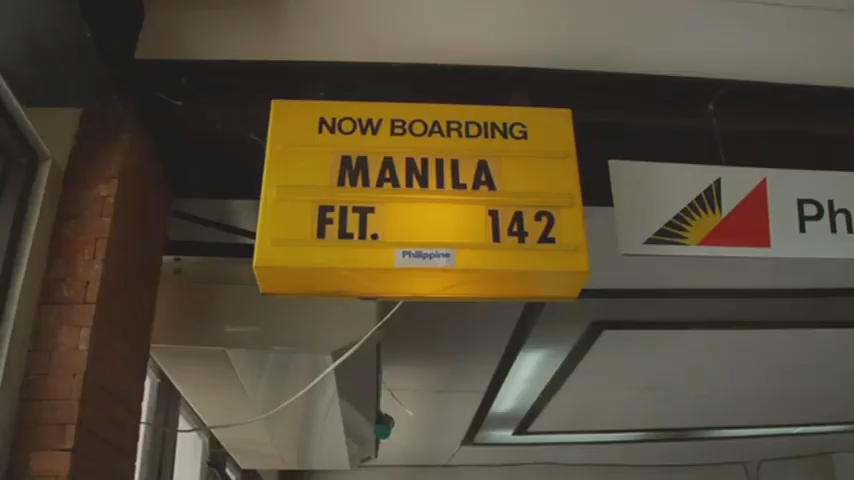 NOW BOARDING
MANILA
FLT. 142
Philippine
Ph